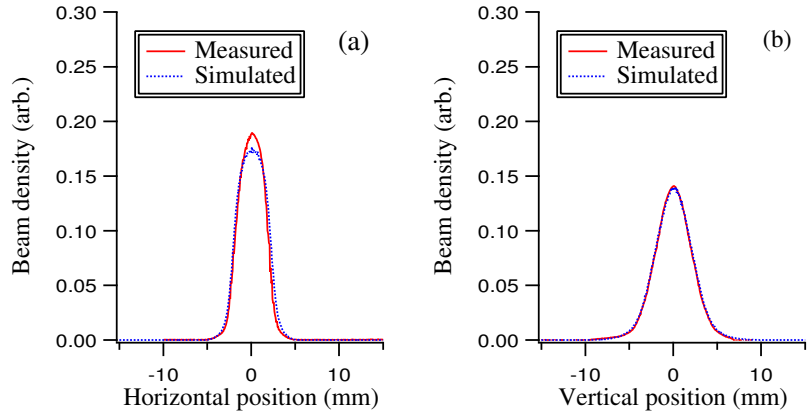 0.30
0.25
0.20
0.15
0.10
0.05
0.00
Beam density (arb.)
Measured
Simulated
(a)
-10
0
10
Horizontal position (mm)
0.30
0.25
0.20
0.15
0.10
0.05
0.00
Beam density (arb.)
Measured
Simulated
(b)
-10
0
10
Vertical position (mm)